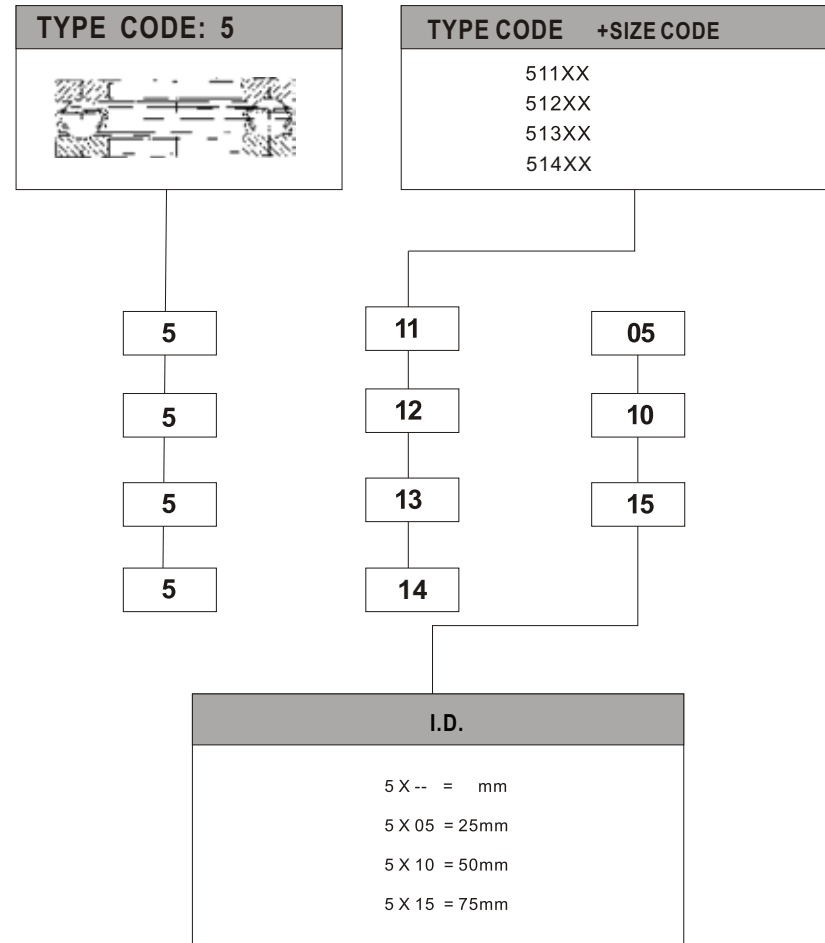 TYPE CODE: 5
TYPE CODE +SIZE CODE
511XX
512XX
513XX
514XX
5 11 05
5 12 10
5 13 15
5 14
I.D.
5 X -- = mm
5 X 05 = 25mm
5 X 10 = 50mm
5 X 15 = 75mm